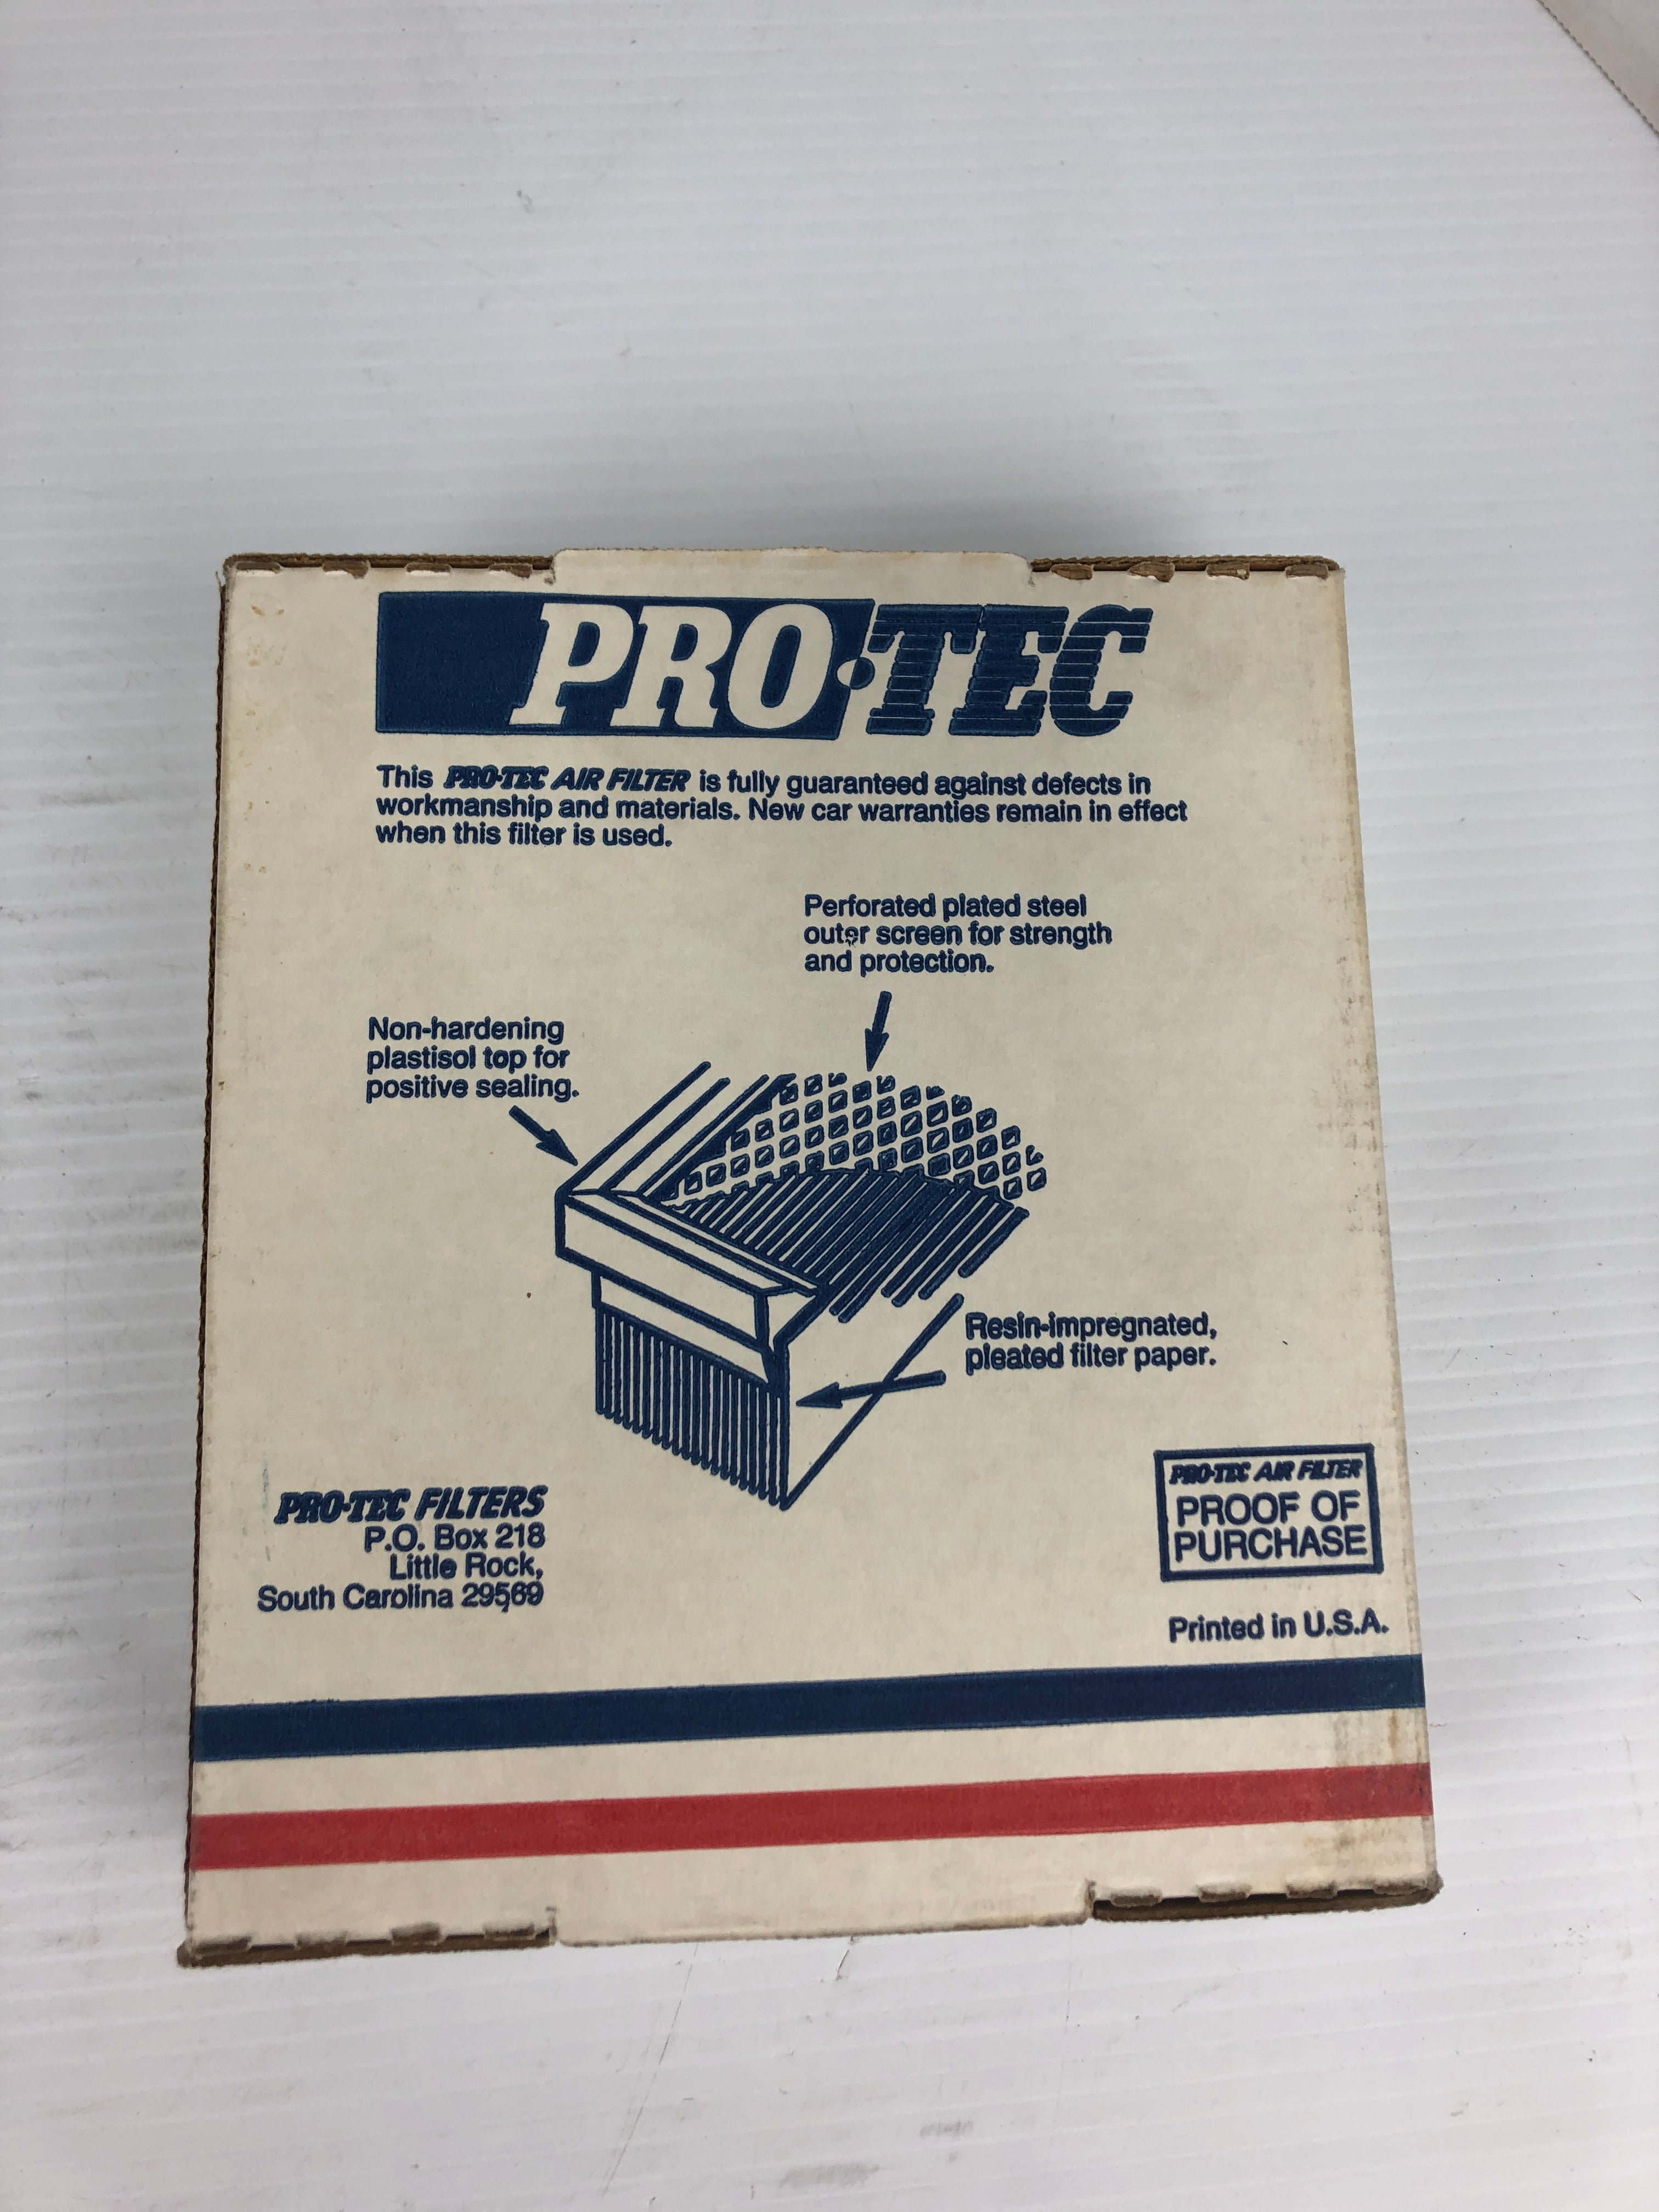 PRO·TEC
This PRO·TEC AIR FILTER is fully guaranteed against defects in
workmanship and materials. New car warranties remain in effect
when this filter is used.
Perforated plated steel
outer screen for strength
and protection.
Non-hardening
plastisol top for
positive sealing.
Resin-impregnated,
pleated filter paper.
PRO·TEC FILTERS
P.O. Box 218
Little Rock,
South Carolina 29569
PRO·TEC AIR FILTER
PROOF OF
PURCHASE
Printed in U.S.A.